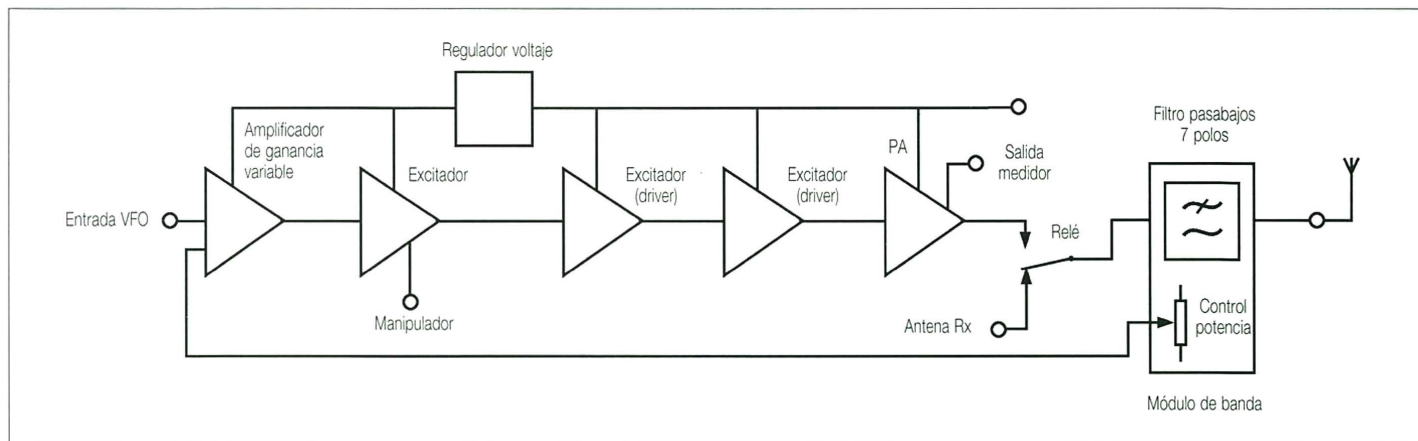 Regulador voltaje
Amplificador
de ganancia
variable
Excitador
Excitador
(driver)
Excitador
(driver)
PA
Salida
medidor
Filtro pasabajos
7 polos
Entrada VFO
Relé
Manipulador
Antena Rx
Control
potencia
Módulo de banda